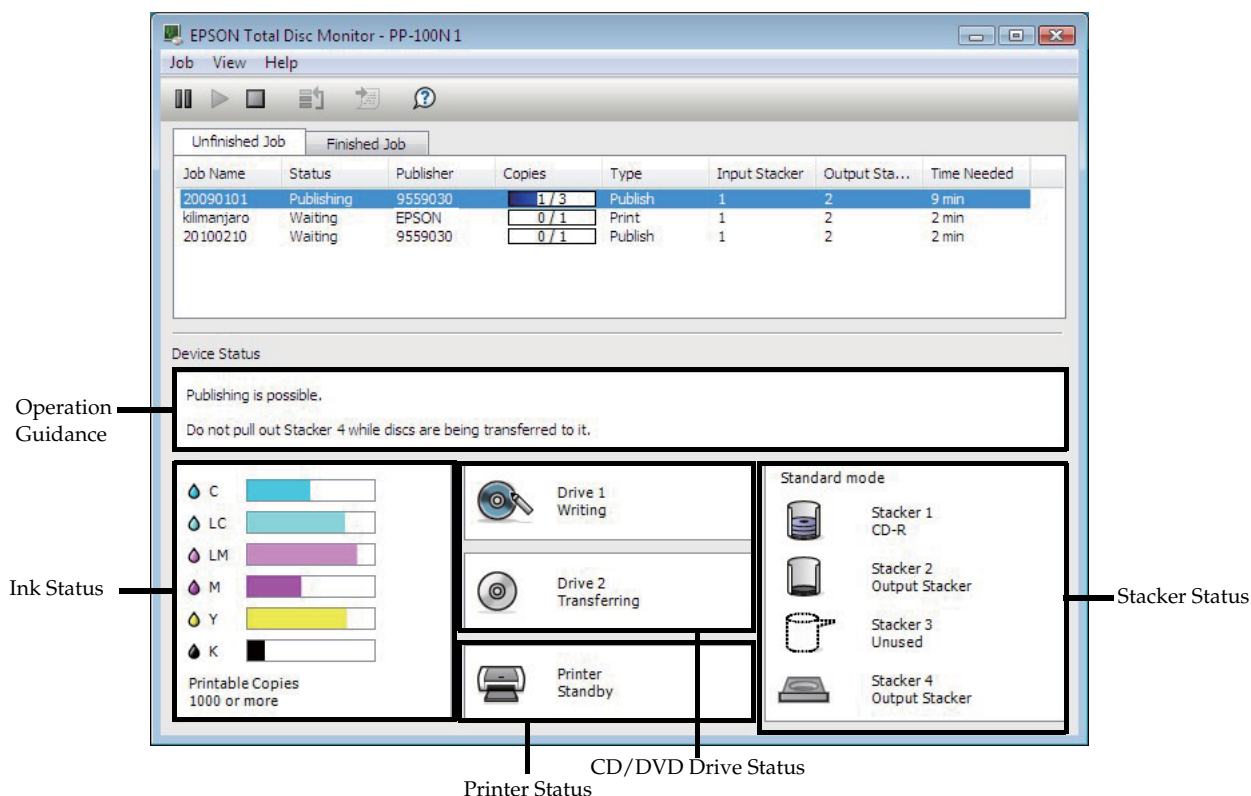 EPSON Total Disc Monitor - PP-100N 1
Job View Help
Unfinished Job Finished Job
Job Name Status Publisher Copies Type Input Stacker Output Sta... Time Needed
20090101 Publishing 9559030 1 / 3 Publish 1 2 9 min
kilimanjaro Waiting EPSON 0 / 1 Print 1 2 2 min
20100210 Waiting 9559030 0 / 1 Publish 1 2 2 min
Device Status
Operation
Guidance
Publishing is possible.
Do not pull out Stacker 4 while discs are being transferred to it.
Ink Status
C
LC
LM
M
Y
K
Printable Copies
1000 or more
Drive 1
Writing
Drive 2
Transferring
Printer
Standby
Standard mode
Stacker 1
CD-R
Stacker 2
Output Stacker
Stacker 3
Unused
Stacker 4
Output Stacker
Stacker Status
CD/DVD Drive Status
Printer Status